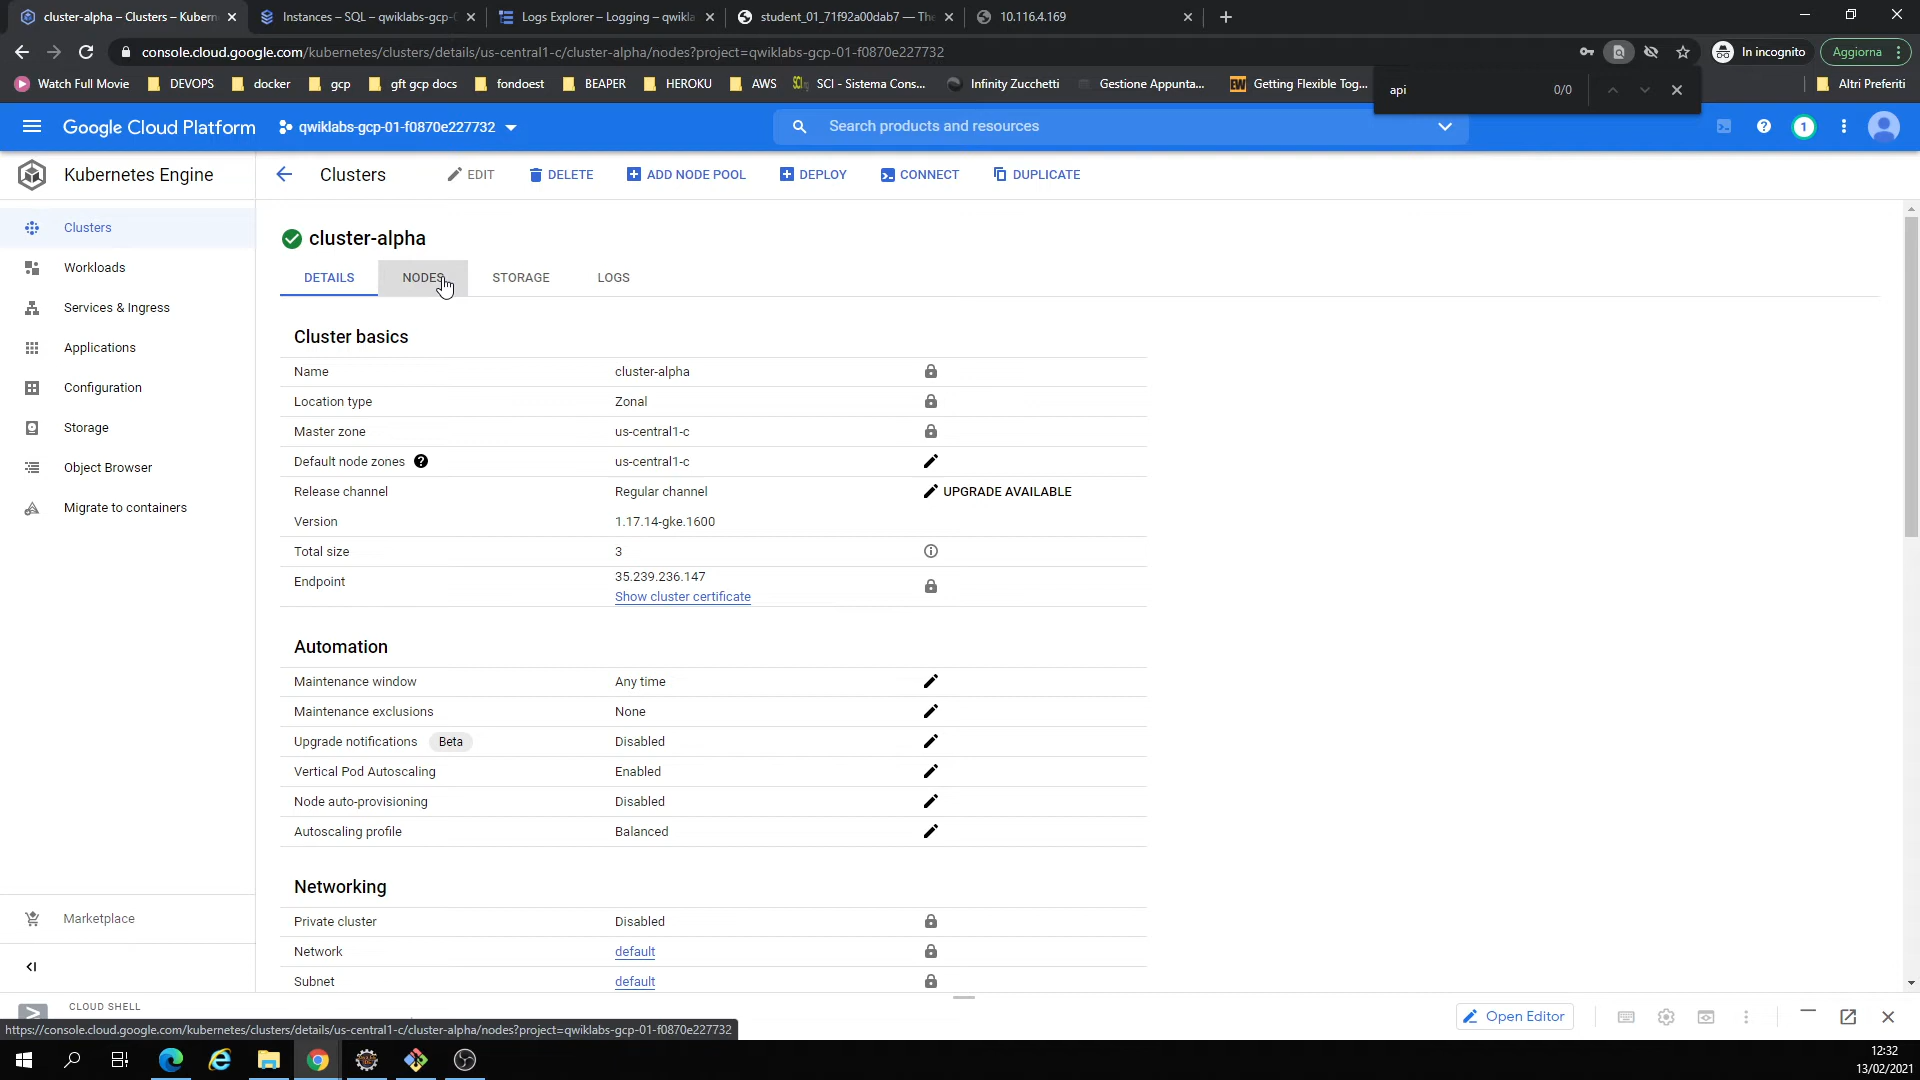 cluster-alpha – Clusters – Kubern
Instances – SQL – qwiklabs-gcp-
Logs Explorer – Logging – qwikla
student_01_71f92a00dab7 — The
10.116.4.169
console.cloud.google.com/kubernetes/clusters/details/us-central1-c/cluster-alpha/nodes?project=qwiklabs-gcp-01-f0870e227732
In incognito
Aggiorna
Watch Full Movie
DEVOPS
docker
gcp
gft gcp docs
fondoest
BEAPER
HEROKU
AWS
SCI - Sistema Cons...
Infinity Zucchetti
Gestione Appunta...
Getting Flexible Tog...
api
0/0
Altri Preferiti
Google Cloud Platform
qwiklabs-gcp-01-f0870e227732
Search products and resources
1
Kubernetes Engine
Clusters
EDIT
DELETE
ADD NODE POOL
DEPLOY
CONNECT
DUPLICATE
Clusters
Workloads
Services & Ingress
Applications
Configuration
Storage
Object Browser
Migrate to containers
Marketplace
cluster-alpha
DETAILS
NODES
STORAGE
LOGS
Cluster basics
Name cluster-alpha
Location type Zonal
Master zone us-central1-c
Default node zones us-central1-c
Release channel Regular channel UPGRADE AVAILABLE
Version 1.17.14-gke.1600
Total size 3
Endpoint 35.239.236.147
Show cluster certificate
Automation
Maintenance window Any time
Maintenance exclusions None
Upgrade notifications Beta Disabled
Vertical Pod Autoscaling Enabled
Node auto-provisioning Disabled
Autoscaling profile Balanced
Networking
Private cluster Disabled
Network default
Subnet default
CLOUD SHELL
Open Editor
https://console.cloud.google.com/kubernetes/clusters/details/us-central1-c/cluster-alpha/nodes?project=qwiklabs-gcp-01-f0870e227732
12:32
13/02/2021